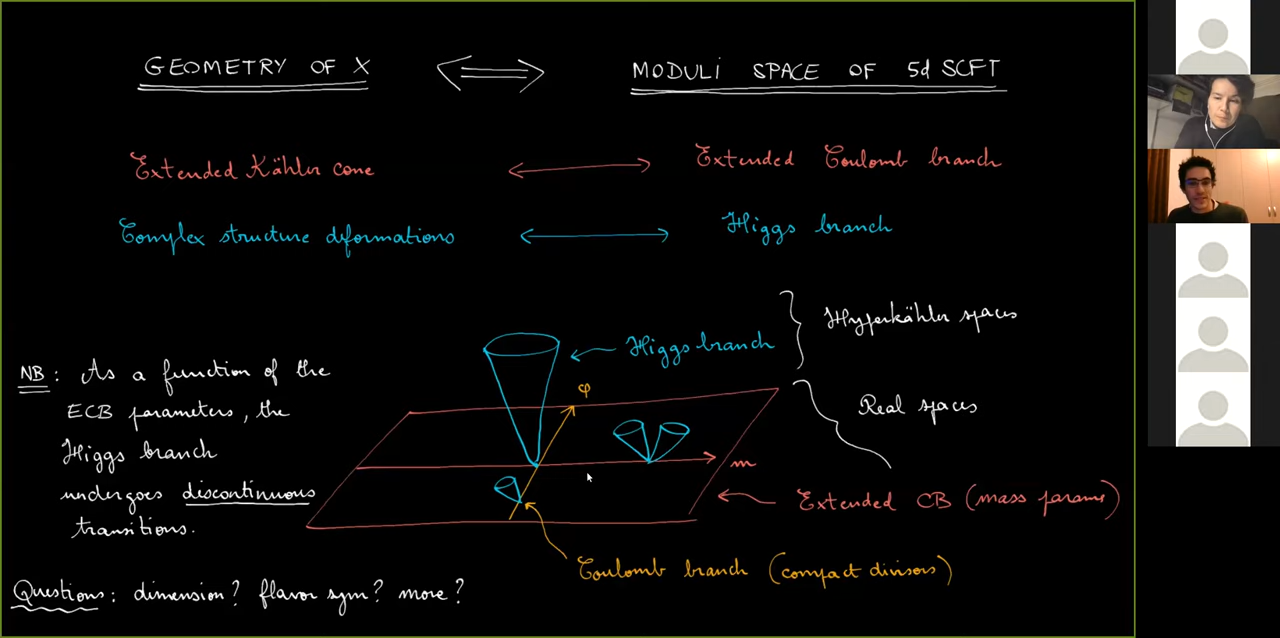 GEOMETRY OF X ⟺ MODULI SPACE OF 5d SCFT
Extended Kähler cone ⟷ Extended Coulomb branch
Complex structure deformations ⟷ Higgs branch
Hyperkähler spaces
Higgs branch
NB: As a function of the
ECB parameters, the
Higgs branch
undergoes discontinuous
transitions.
φ
Real spaces
m
Extended CB (mass params)
Coulomb branch (compact divisors)
Questions: dimension? flavor sym? more?